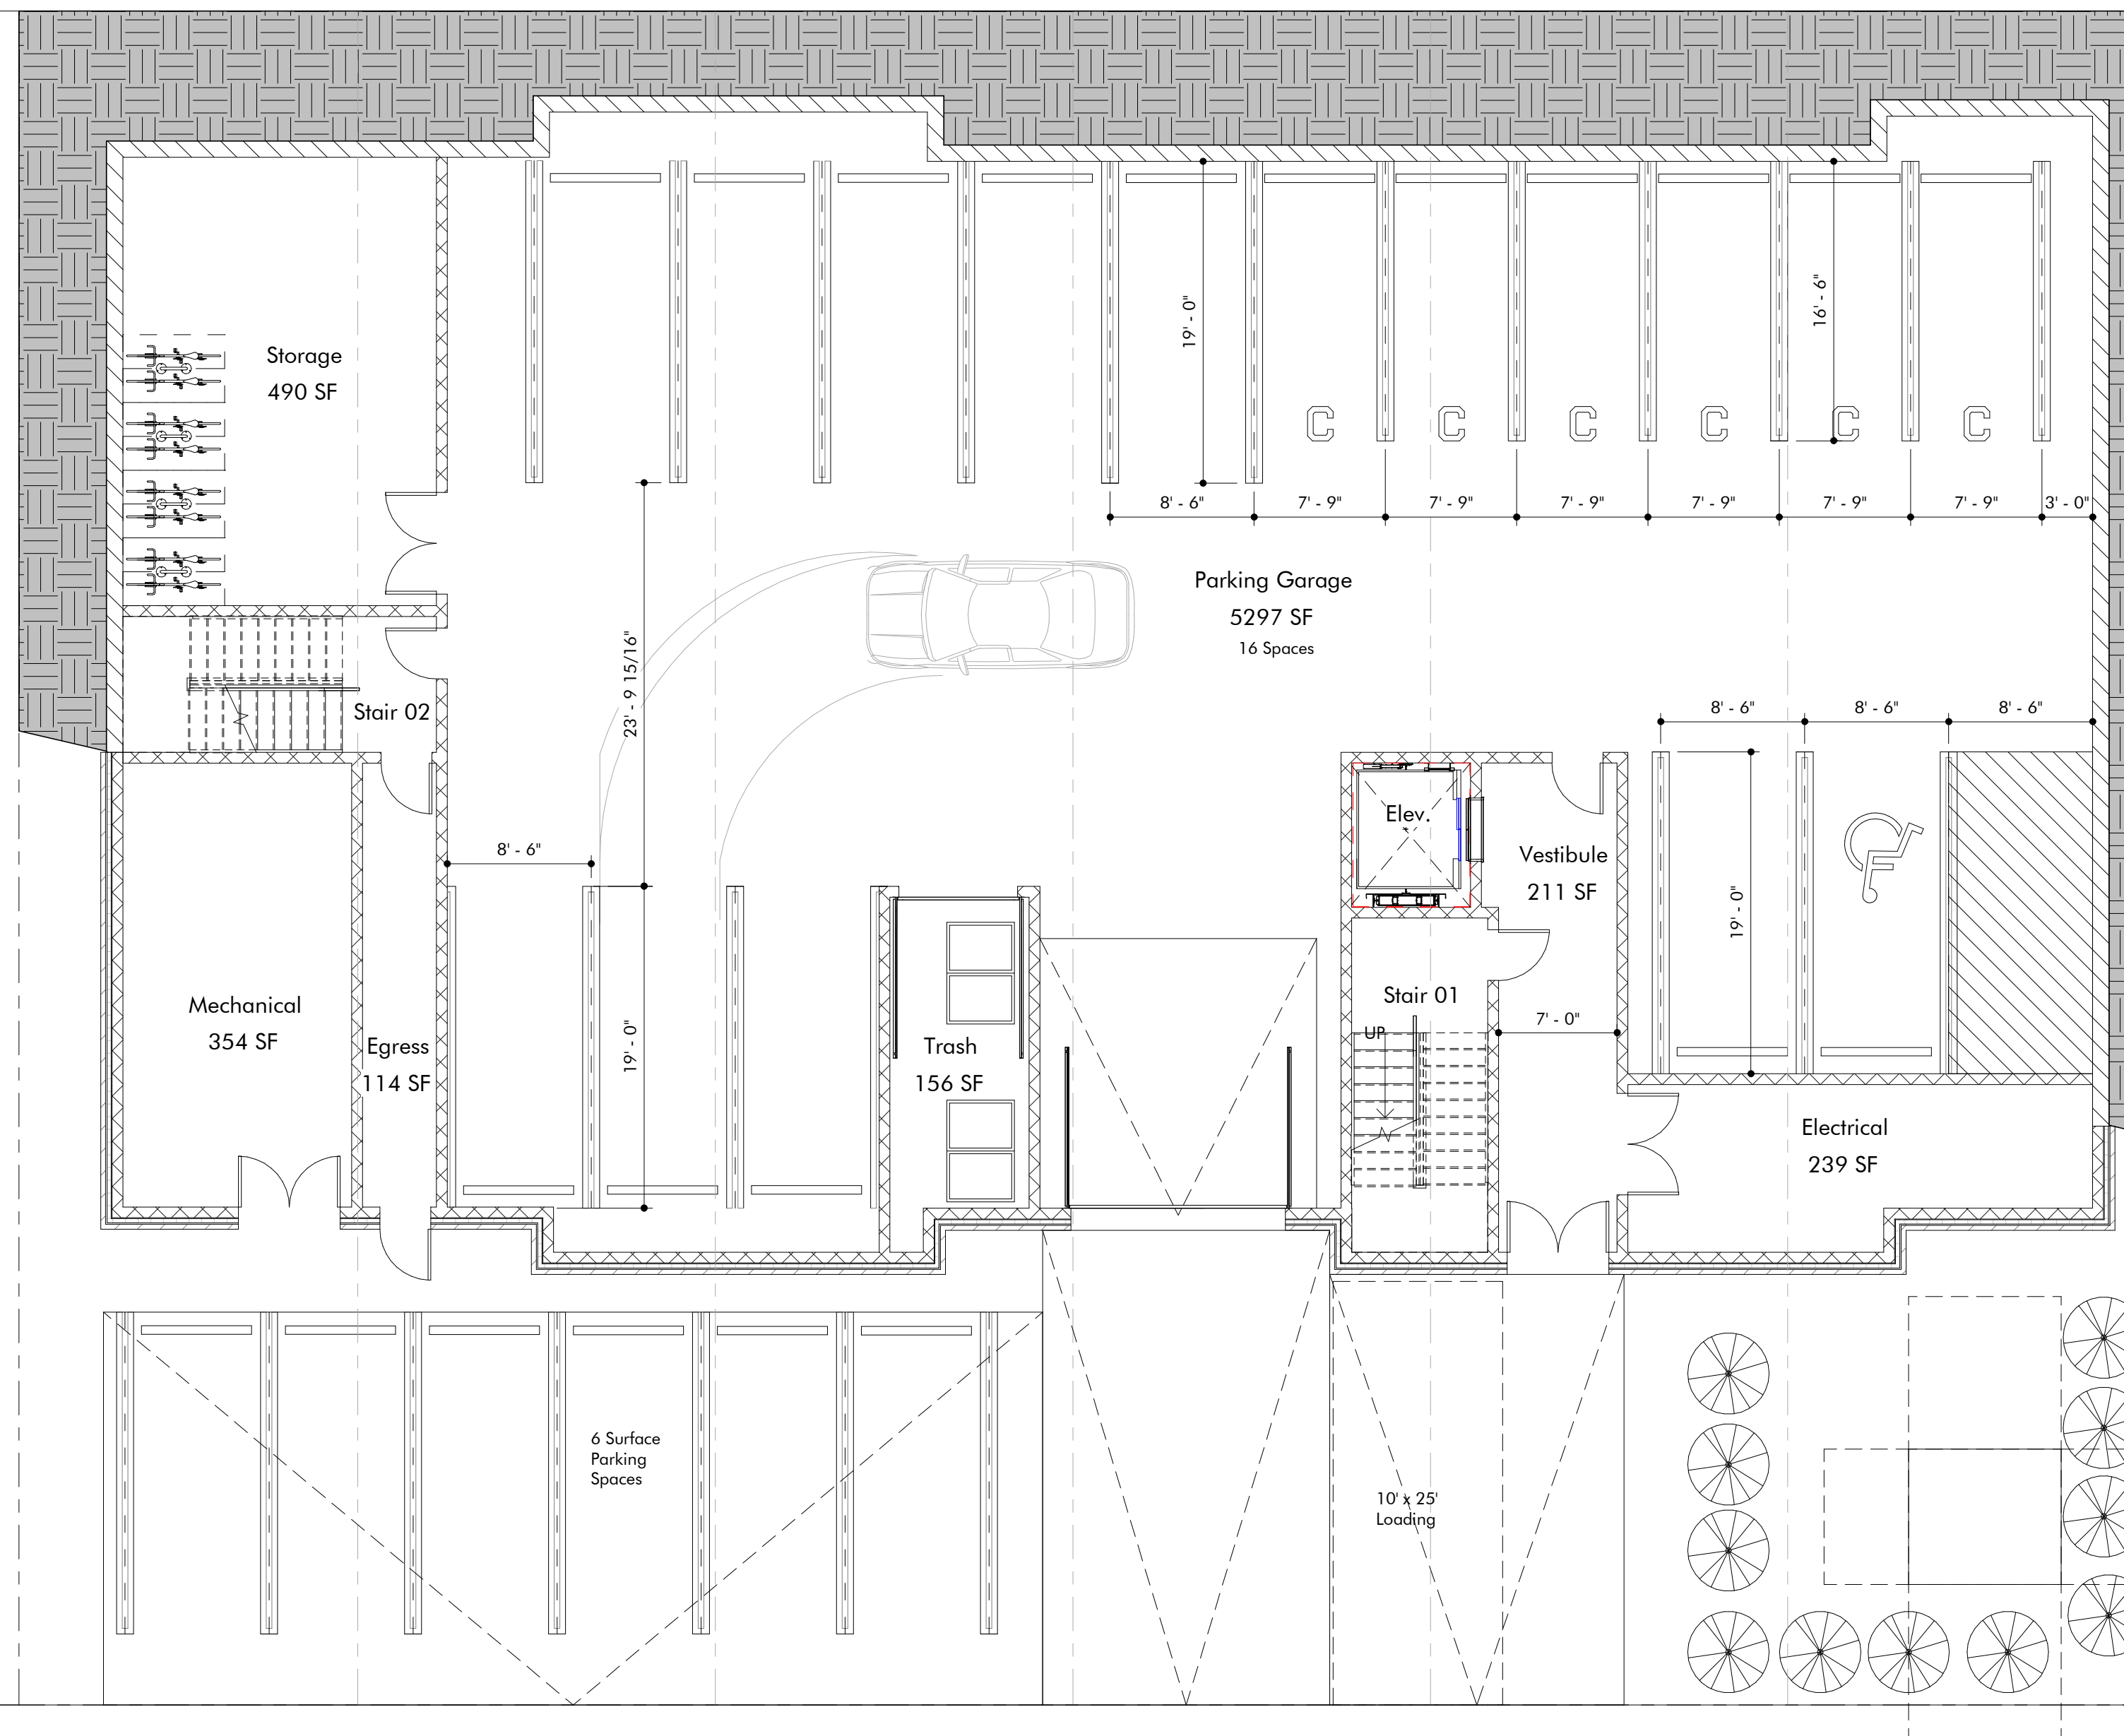 Storage
490 SF
19' - 0"
16' - 6"
C
C
C
C
C
C
8' - 6"
7' - 9"
7' - 9"
7' - 9"
7' - 9"
7' - 9"
7' - 9"
3' - 0"
Parking Garage
5297 SF
16 Spaces
23' - 9 15/16"
Stair 02
8' - 6"
8' - 6"
8' - 6"
Elev.
8' - 6"
Vestibule
211 SF
19' - 0"
Mechanical
354 SF
Egress
114 SF
19' - 0"
Trash
156 SF
Stair 01
UP
7' - 0"
Electrical
239 SF
6 Surface
Parking
Spaces
10' x 25'
Loading